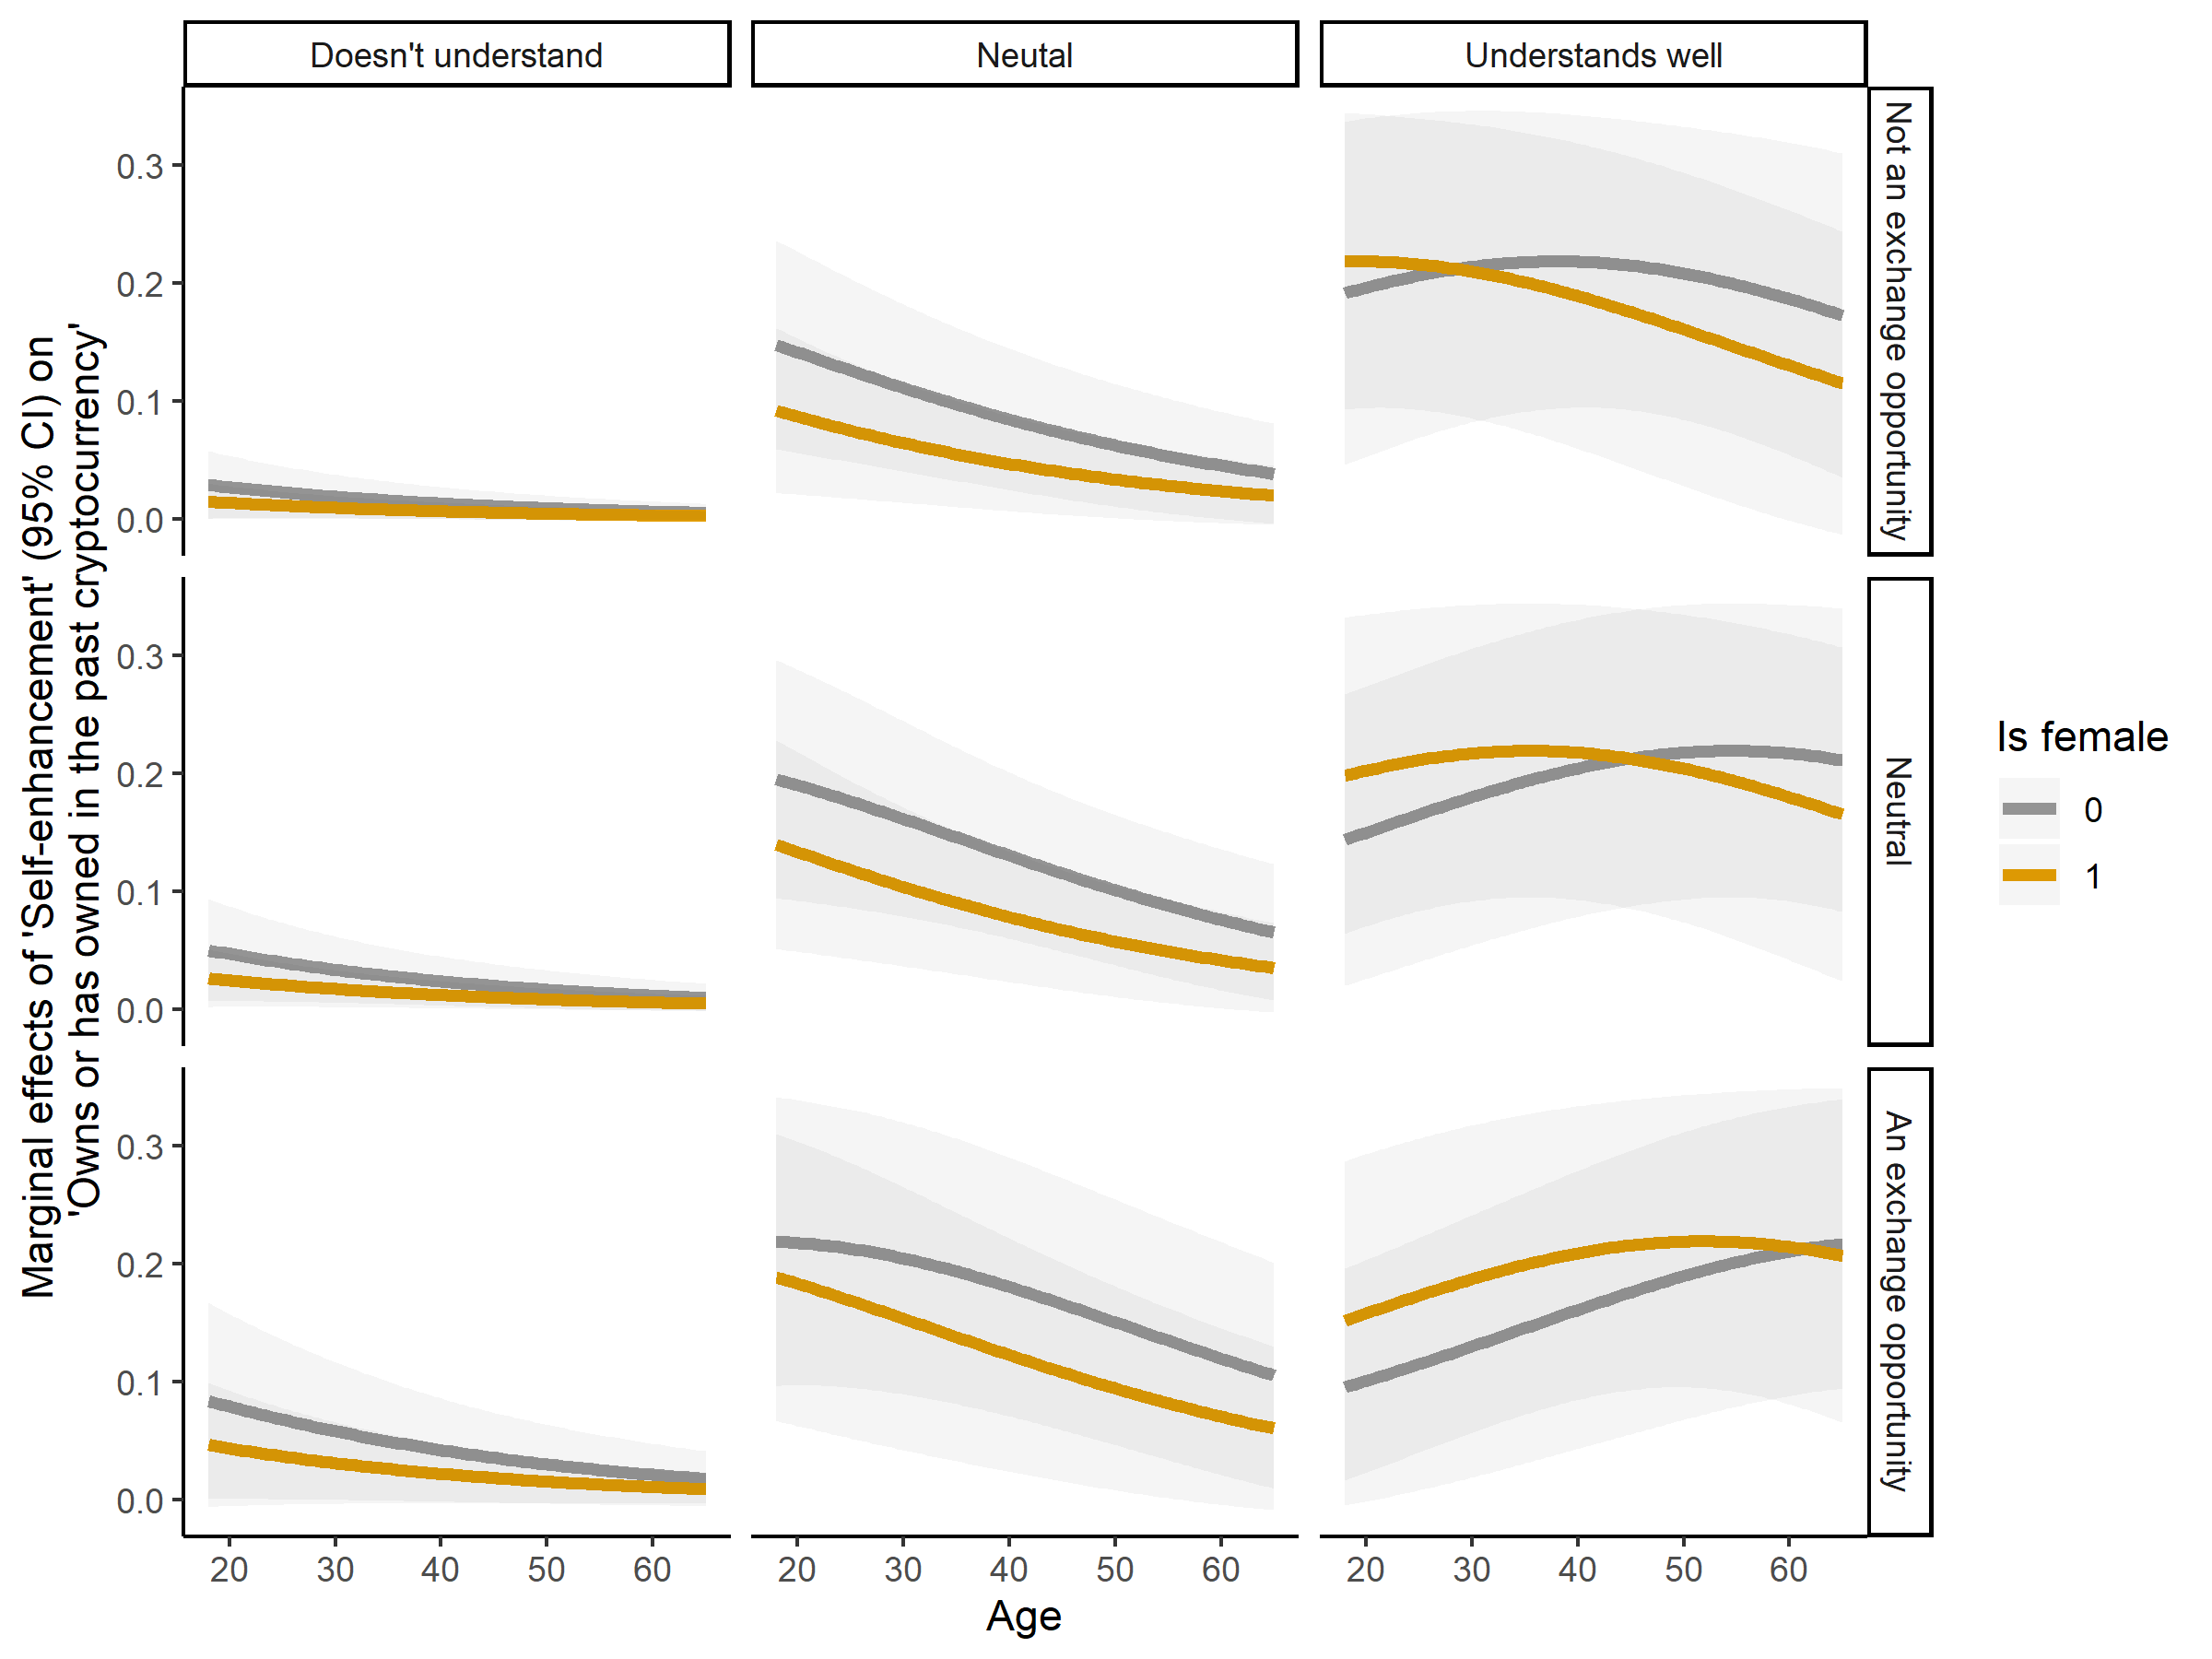 Doesn't understand
Neutal
Understands well
Marginal effects of 'Self-enhancement' (95% CI) on
'Owns or has owned in the past cryptocurrency'
0.3
0.2
0.1
0.0
Not an exchange opportunity
0.3
0.2
0.1
0.0
Neutral
0.3
0.2
0.1
0.0
An exchange opportunity
20 30 40 50 60
20 30 40 50 60
20 30 40 50 60
Age
Is female
0
1